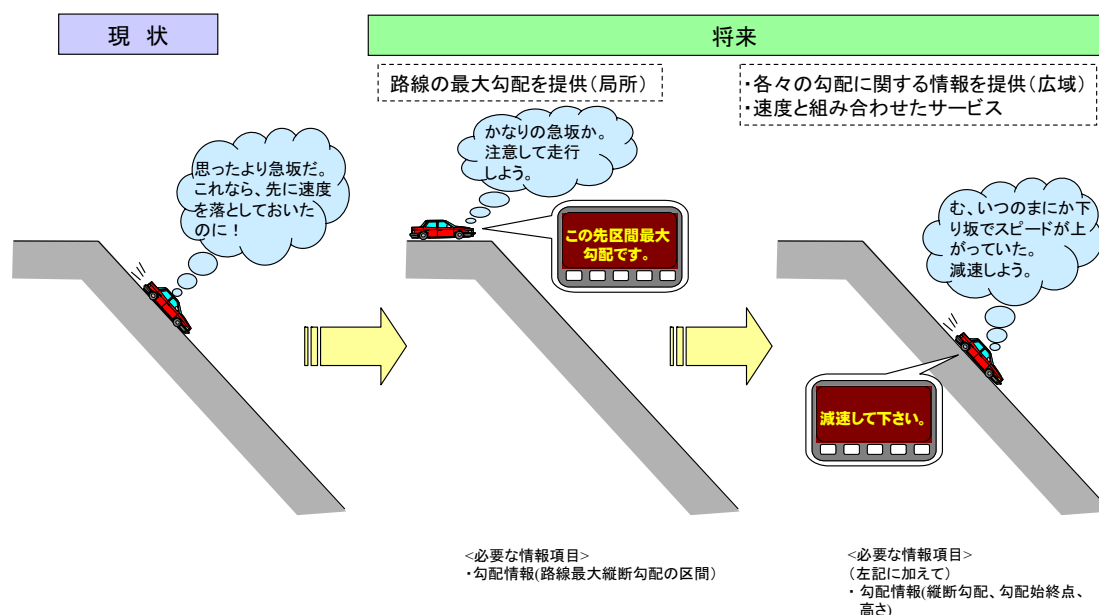 現 状
将来
路線の最大勾配を提供（局所）
・各々の勾配に関する情報を提供（広域）
・速度と組み合わせたサービス
思ったより急坂だ。
これなら、先に速度
を落としておいた
のに！
かなりの急坂か。
注意して走行
しよう。
この先区間最大
勾配です。
む、いつのまにか下
り坂でスピードが上
がっていた。
減速しよう。
減速して下さい。
<必要な情報項目>
・勾配情報(路線最大縦断勾配の区間）
<必要な情報項目>
（左記に加えて）
・ 勾配情報(縦断勾配、勾配始終点、
高さ)